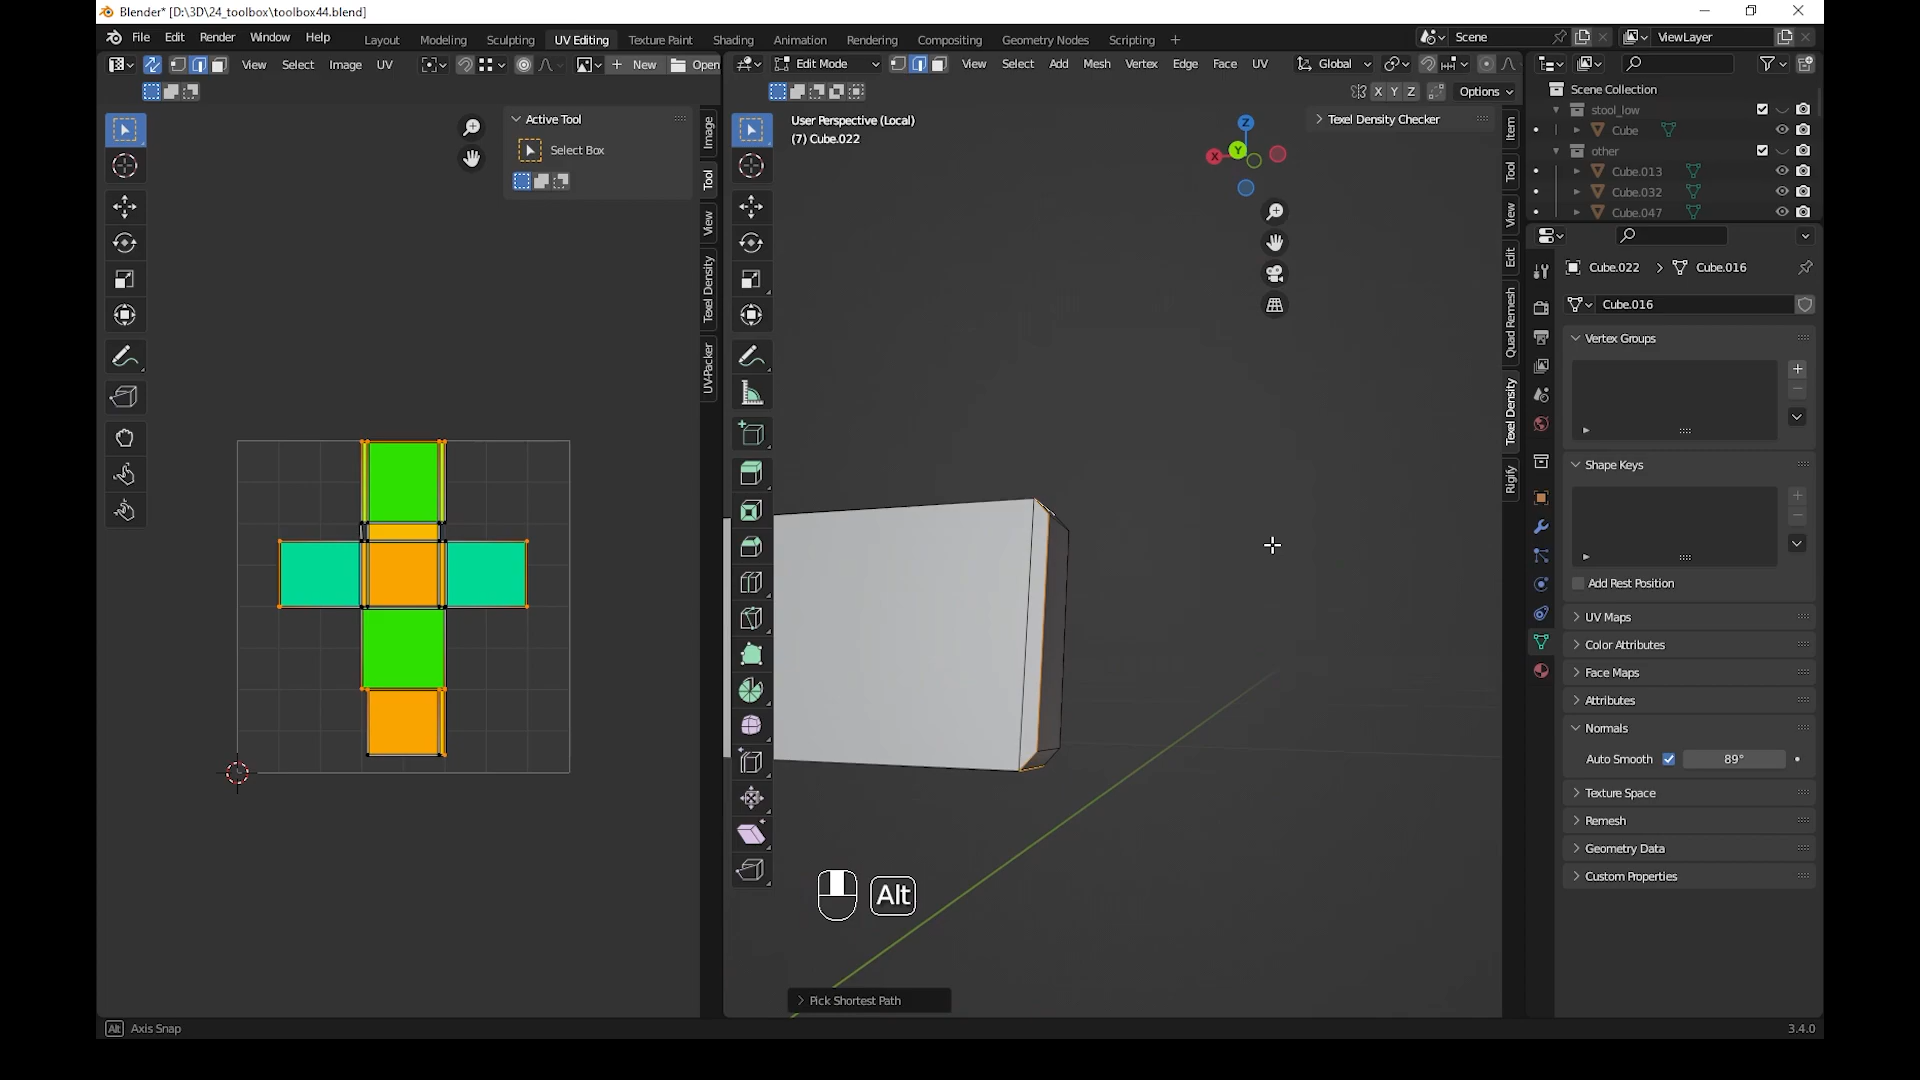 Blender* [D:\3D\24_toolbox\toolbox44.blend]
File Edit Render Window Help Layout Modeling Sculpting UV Editing Texture Paint Shading Animation Rendering Compositing Geometry Nodes Scripting + Scene ViewLayer
View Select Image UV New Open Edit Mode View Select Add Mesh Vertex Edge Face UV Global
X Y Z Options
Scene Collection
stool_low
Cube
other
Cube.013
Cube.032
Cube.047
Active Tool
Select Box
Image
Tool
View
Texel Density
UV-Packer
User Perspective (Local)
(7) Cube.022
Texel Density Checker
Z
Y
X
Item
Tool
View
Edit
Quad Remesh
Texel Density
Rigify
Cube.022 > Cube.016
Cube.016
Vertex Groups
Shape Keys
Add Rest Position
UV Maps
Color Attributes
Face Maps
Attributes
Normals
Auto Smooth 89°
Texture Space
Remesh
Geometry Data
Custom Properties
Alt
Pick Shortest Path
Alt Axis Snap
3.4.0